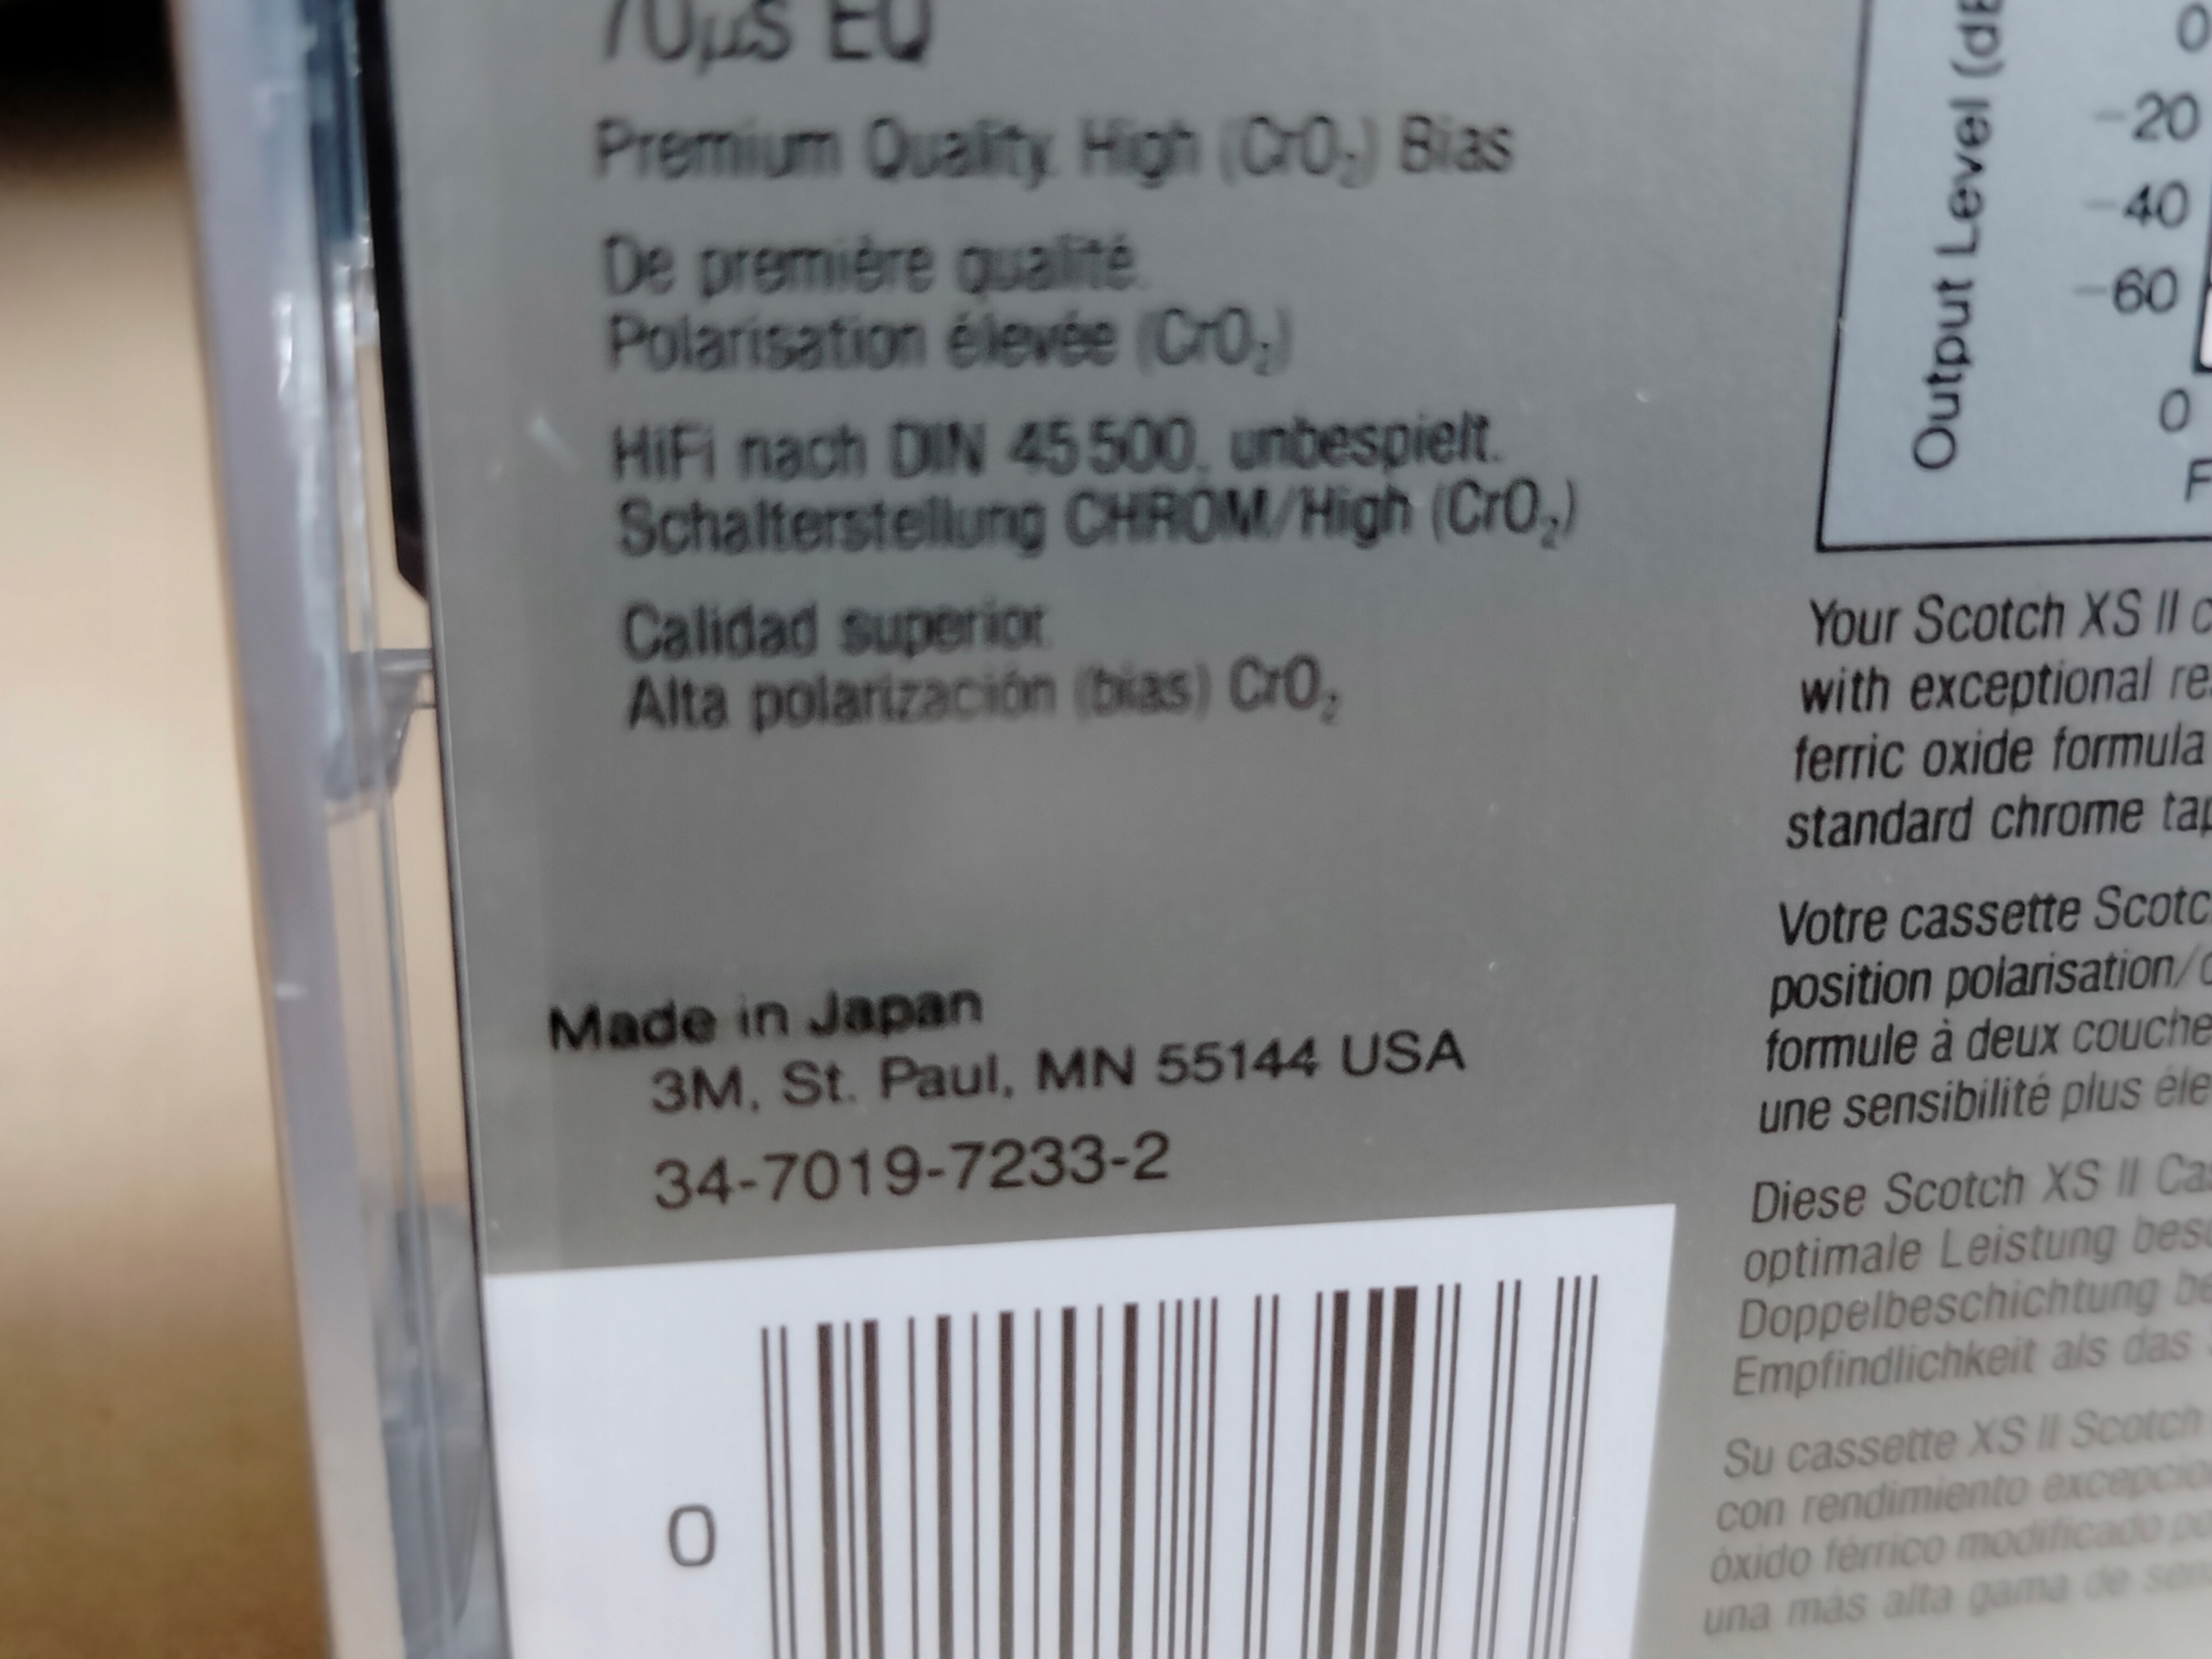 70μs EQ
Premium Quality. High (CrO₂) Bias
De première qualité.
Polarisation élevée (CrO₂)
HiFi nach DIN 45 500, unbespielt.
Schalterstellung CHROM/High (CrO₂)
Calidad superior.
Alta polarización (bias) CrO₂
Made in Japan
3M, St. Paul, MN 55144 USA
34-7019-7233-2
0
Output Level (dB
0
-20
-40
-60
0
F
Your Scotch XS II
with exceptional
ferric oxide formula
standard chrome
Votre cassette
position polarisation/
formule à deux
une sensibilité plus
Diese Scotch XS II
optimale Leistung
Doppelbeschichtung
Empfindlichkeit als das
Su cassette XS II Scotch
con rendimiento
óxido férrico modificado
una más alta gama de